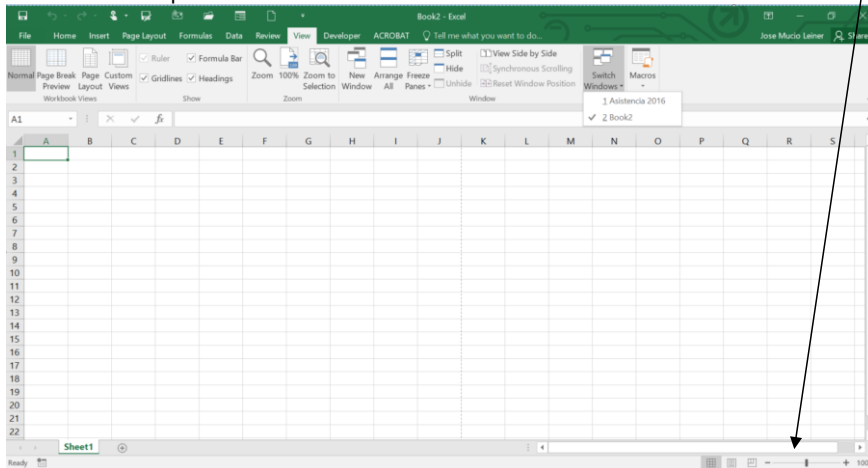 Book2 - Excel
File Home Insert Page Layout Formulas Data Review View Developer ACROBAT Tell me what you want to do... Jose Mucio Leiner Share
Ruler Formula Bar
Normal Page Break Page Custom Gridlines Headings Zoom 100% Zoom to New Arrange Freeze Split View Side by Side Switch Macros
Preview Layout Views Selection Window All Panes Hide Synchronous Scrolling Windows
Unhide Reset Window Position
Workbook Views Show Zoom Window
1 Asistencia 2016
2 Book2
A1 fx
A B C D E F G H I J K L M N O P Q R S
1
2
3
4
5
6
7
8
9
10
11
12
13
14
15
16
17
18
19
20
21
22
Sheet1
Ready 100